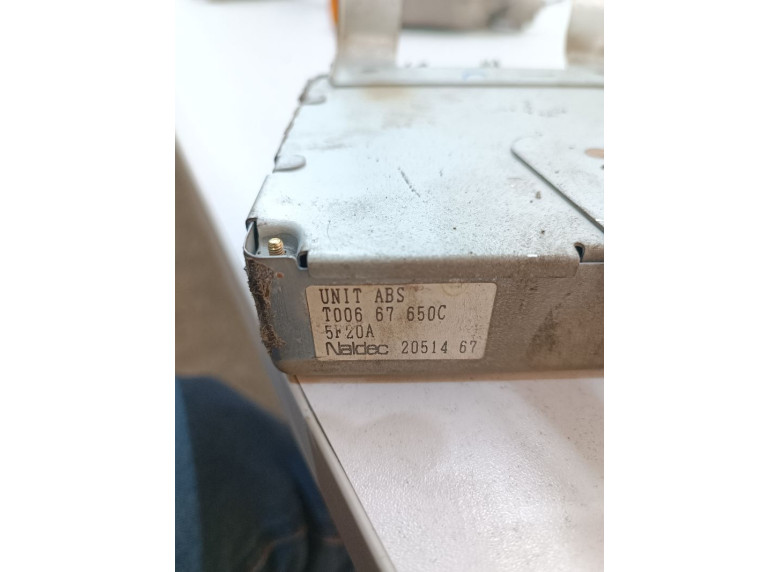 UNIT ABS
T006 67 650C
5F20A
Naldec 20514 67